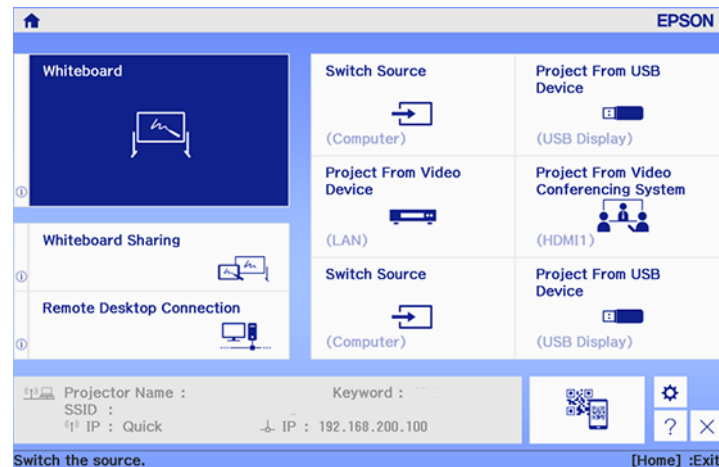 EPSON
Whiteboard
Whiteboard Sharing
Remote Desktop Connection
Switch Source
(Computer)
Project From USB
Device
(USB Display)
Project From Video
Device
(LAN)
Project From Video
Conferencing System
(HDMI1)
Switch Source
(Computer)
Project From USB
Device
(USB Display)
Projector Name :
Keyword :
SSID :
IP : Quick
IP : 192.168.200.100
?
Switch the source.
[Home] :Exit